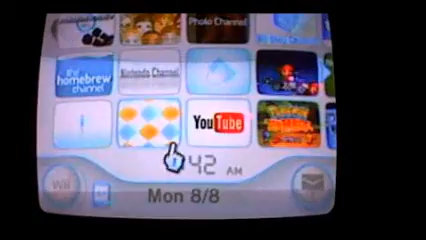 Photo Channel
the
homebrew
channel
Nintendo Channel
YouTube
42 AM
Wii
Mon 8/8